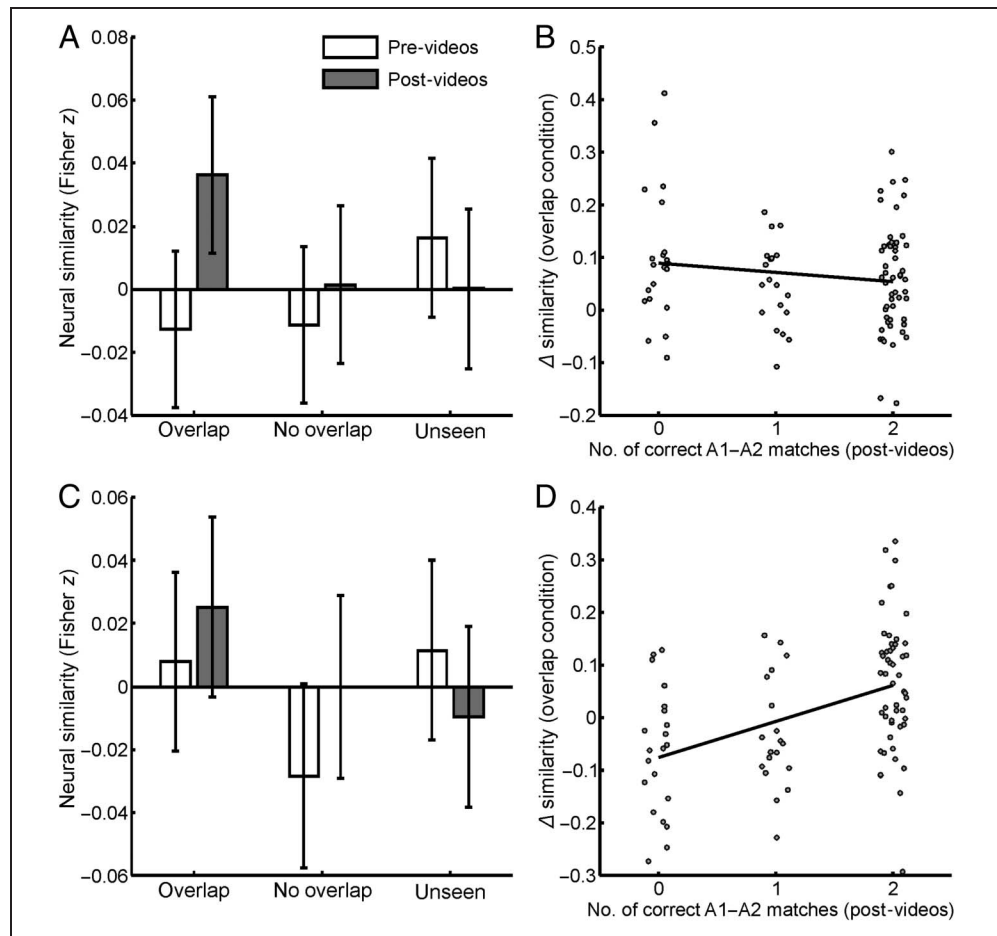 A
Neural similarity (Fisher z)
0.08
0.06
0.04
0.02
0
−0.02
−0.04
Pre-videos
Post-videos
Overlap
No overlap
Unseen
B
Δ similarity (overlap condition)
0.5
0.4
0.3
0.2
0.1
0
−0.1
−0.2
0 1 2
No. of correct A1–A2 matches (post-videos)
C
Neural similarity (Fisher z)
0.06
0.04
0.02
0
−0.02
−0.04
−0.06
Overlap
No overlap
Unseen
D
Δ similarity (overlap condition)
0.4
0.3
0.2
0.1
0
−0.1
−0.2
−0.3
0 1 2
No. of correct A1–A2 matches (post-videos)